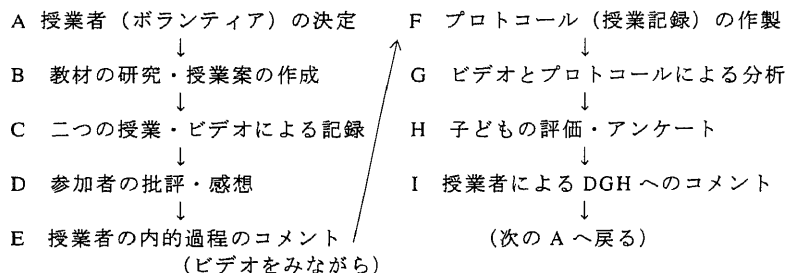 A 授業者（ボランティア）の決定
↓
B 教材の研究・授業案の作成
↓
C 二つの授業・ビデオによる記録
↓
D 参加者の批評・感想
↓
E 授業者の内的過程のコメント
（ビデオをみながら）
F プロトコール（授業記録）の作製
↓
G ビデオとプロトコールによる分析
↓
H 子どもの評価・アンケート
↓
I 授業者による DGH へのコメント
↓
（次の A へ戻る）